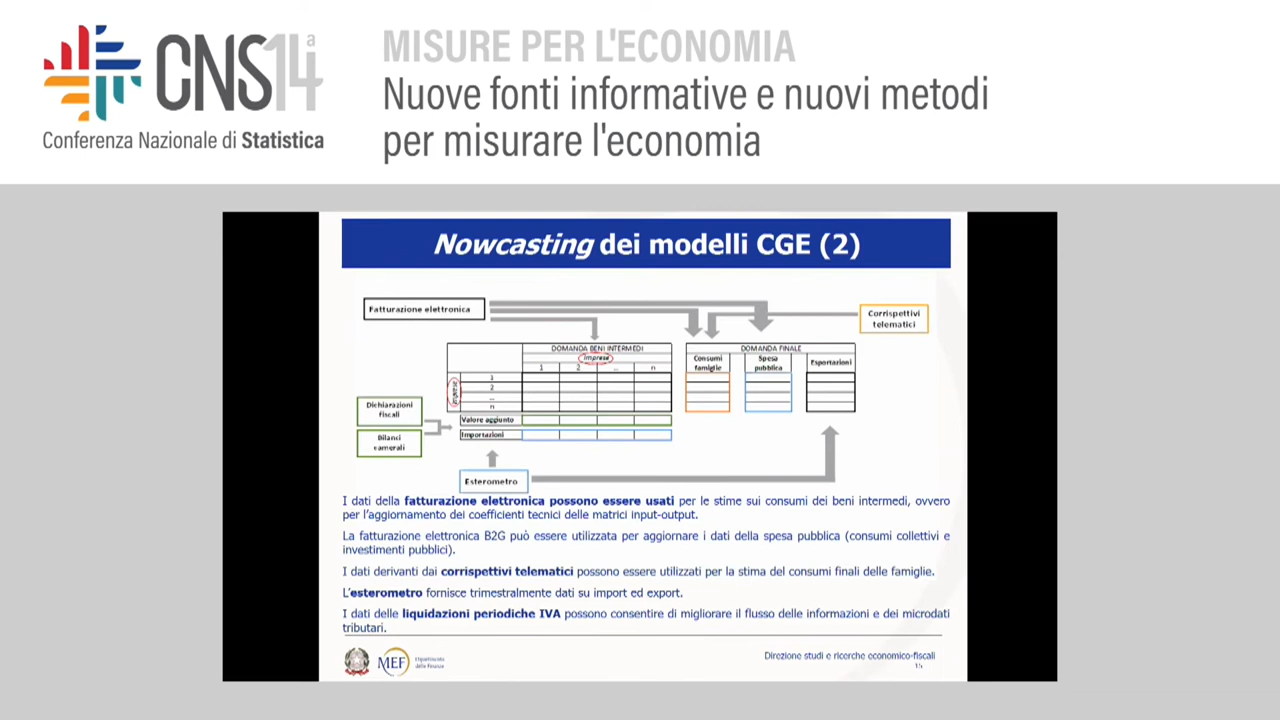 CNS14ª
Conferenza Nazionale di Statistica
MISURE PER L'ECONOMIA
Nuove fonti informative e nuovi metodi
per misurare l'economia
Nowcasting dei modelli CGE (2)
Fatturazione elettronica
Corrispettivi
telematici
DOMANDA BENI INTERMEDI
imprese
1 2 ... n
DOMANDA FINALE
Consumi
famiglie
Spesa
pubblica
Esportazioni
imprese
1
2
...
n
Valore aggiunto
Importazioni
Dichiarazioni
fiscali
Bilanci
camerali
Esterometro
I dati della fatturazione elettronica possono essere usati per le stime sui consumi dei beni intermedi, ovvero
per l'aggiornamento dei coefficienti tecnici delle matrici input-output.
La fatturazione elettronica B2G può essere utilizzata per aggiornare i dati della spesa pubblica (consumi collettivi e
investimenti pubblici).
I dati derivanti dai corrispettivi telematici possono essere utilizzati per la stima del consumi finali delle famiglie.
L'esterometro fornisce trimestralmente dati su import ed export.
I dati delle liquidazioni periodiche IVA possono consentire di migliorare il flusso delle informazioni e dei microdati
tributari.
MEF
Dipartimento
delle Finanze
Direzione studi e ricerche economico-fiscali
15